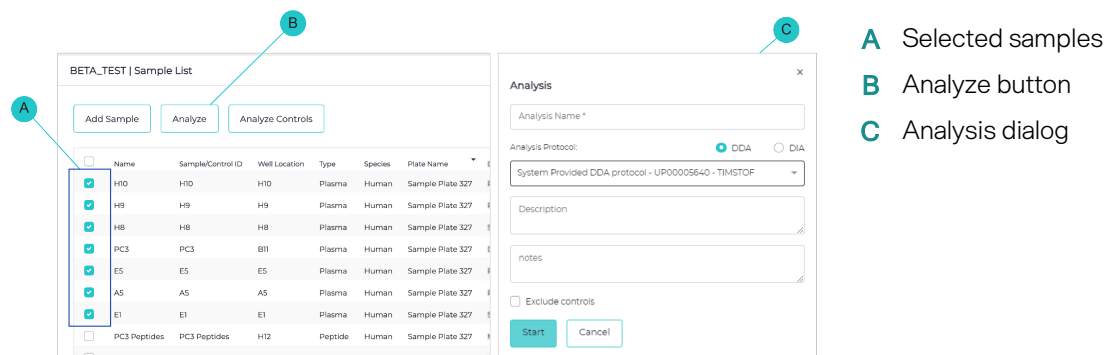 B
C
A
BETA_TEST | Sample List
Add Sample
Analyze
Analyze Controls
Name Sample/Control ID Well Location Type Species Plate Name
H10 H10 H10 Plasma Human Sample Plate 327
H9 H9 H9 Plasma Human Sample Plate 327
H8 H8 H8 Plasma Human Sample Plate 327
PC3 PC3 B11 Plasma Human Sample Plate 327
E5 E5 E5 Plasma Human Sample Plate 327
A5 A5 A5 Plasma Human Sample Plate 327
E1 E1 E1 Plasma Human Sample Plate 327
PC3 Peptides PC3 Peptides H12 Peptide Human Sample Plate 327
×
Analysis
Analysis Name *
Analysis Protocol: DDA DIA
System Provided DDA protocol - UP00005640 - TIMSTOF
Description
notes
Exclude controls
Start Cancel
A Selected samples
B Analyze button
C Analysis dialog